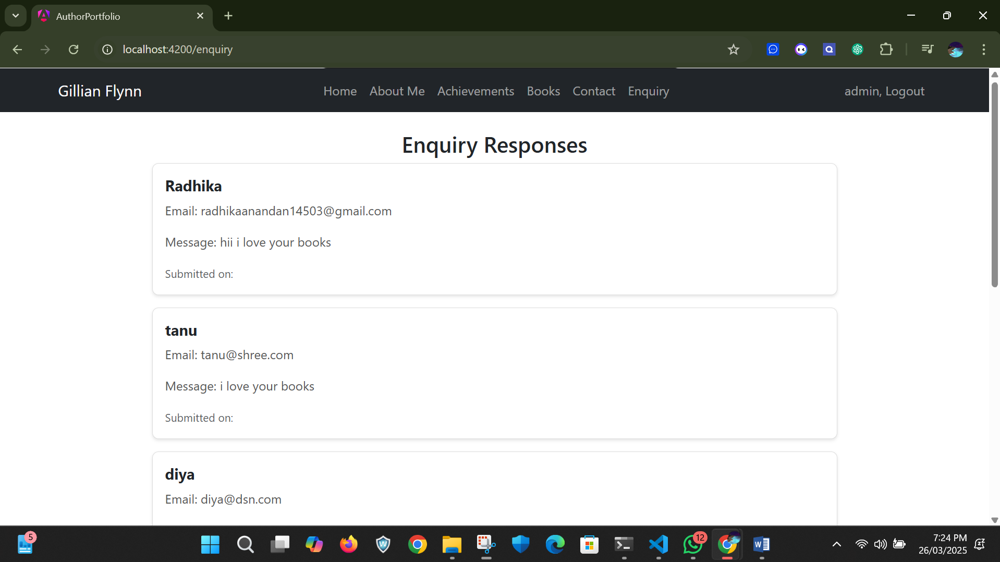 AuthorPortfolio
localhost:4200/enquiry
Gillian Flynn
Home About Me Achievements Books Contact Enquiry
admin, Logout
Enquiry Responses
Radhika
Email: radhikaanandan14503@gmail.com
Message: hii i love your books
Submitted on:
tanu
Email: tanu@shree.com
Message: i love your books
Submitted on:
diya
Email: diya@dsn.com
5
12
7:24 PM
26/03/2025